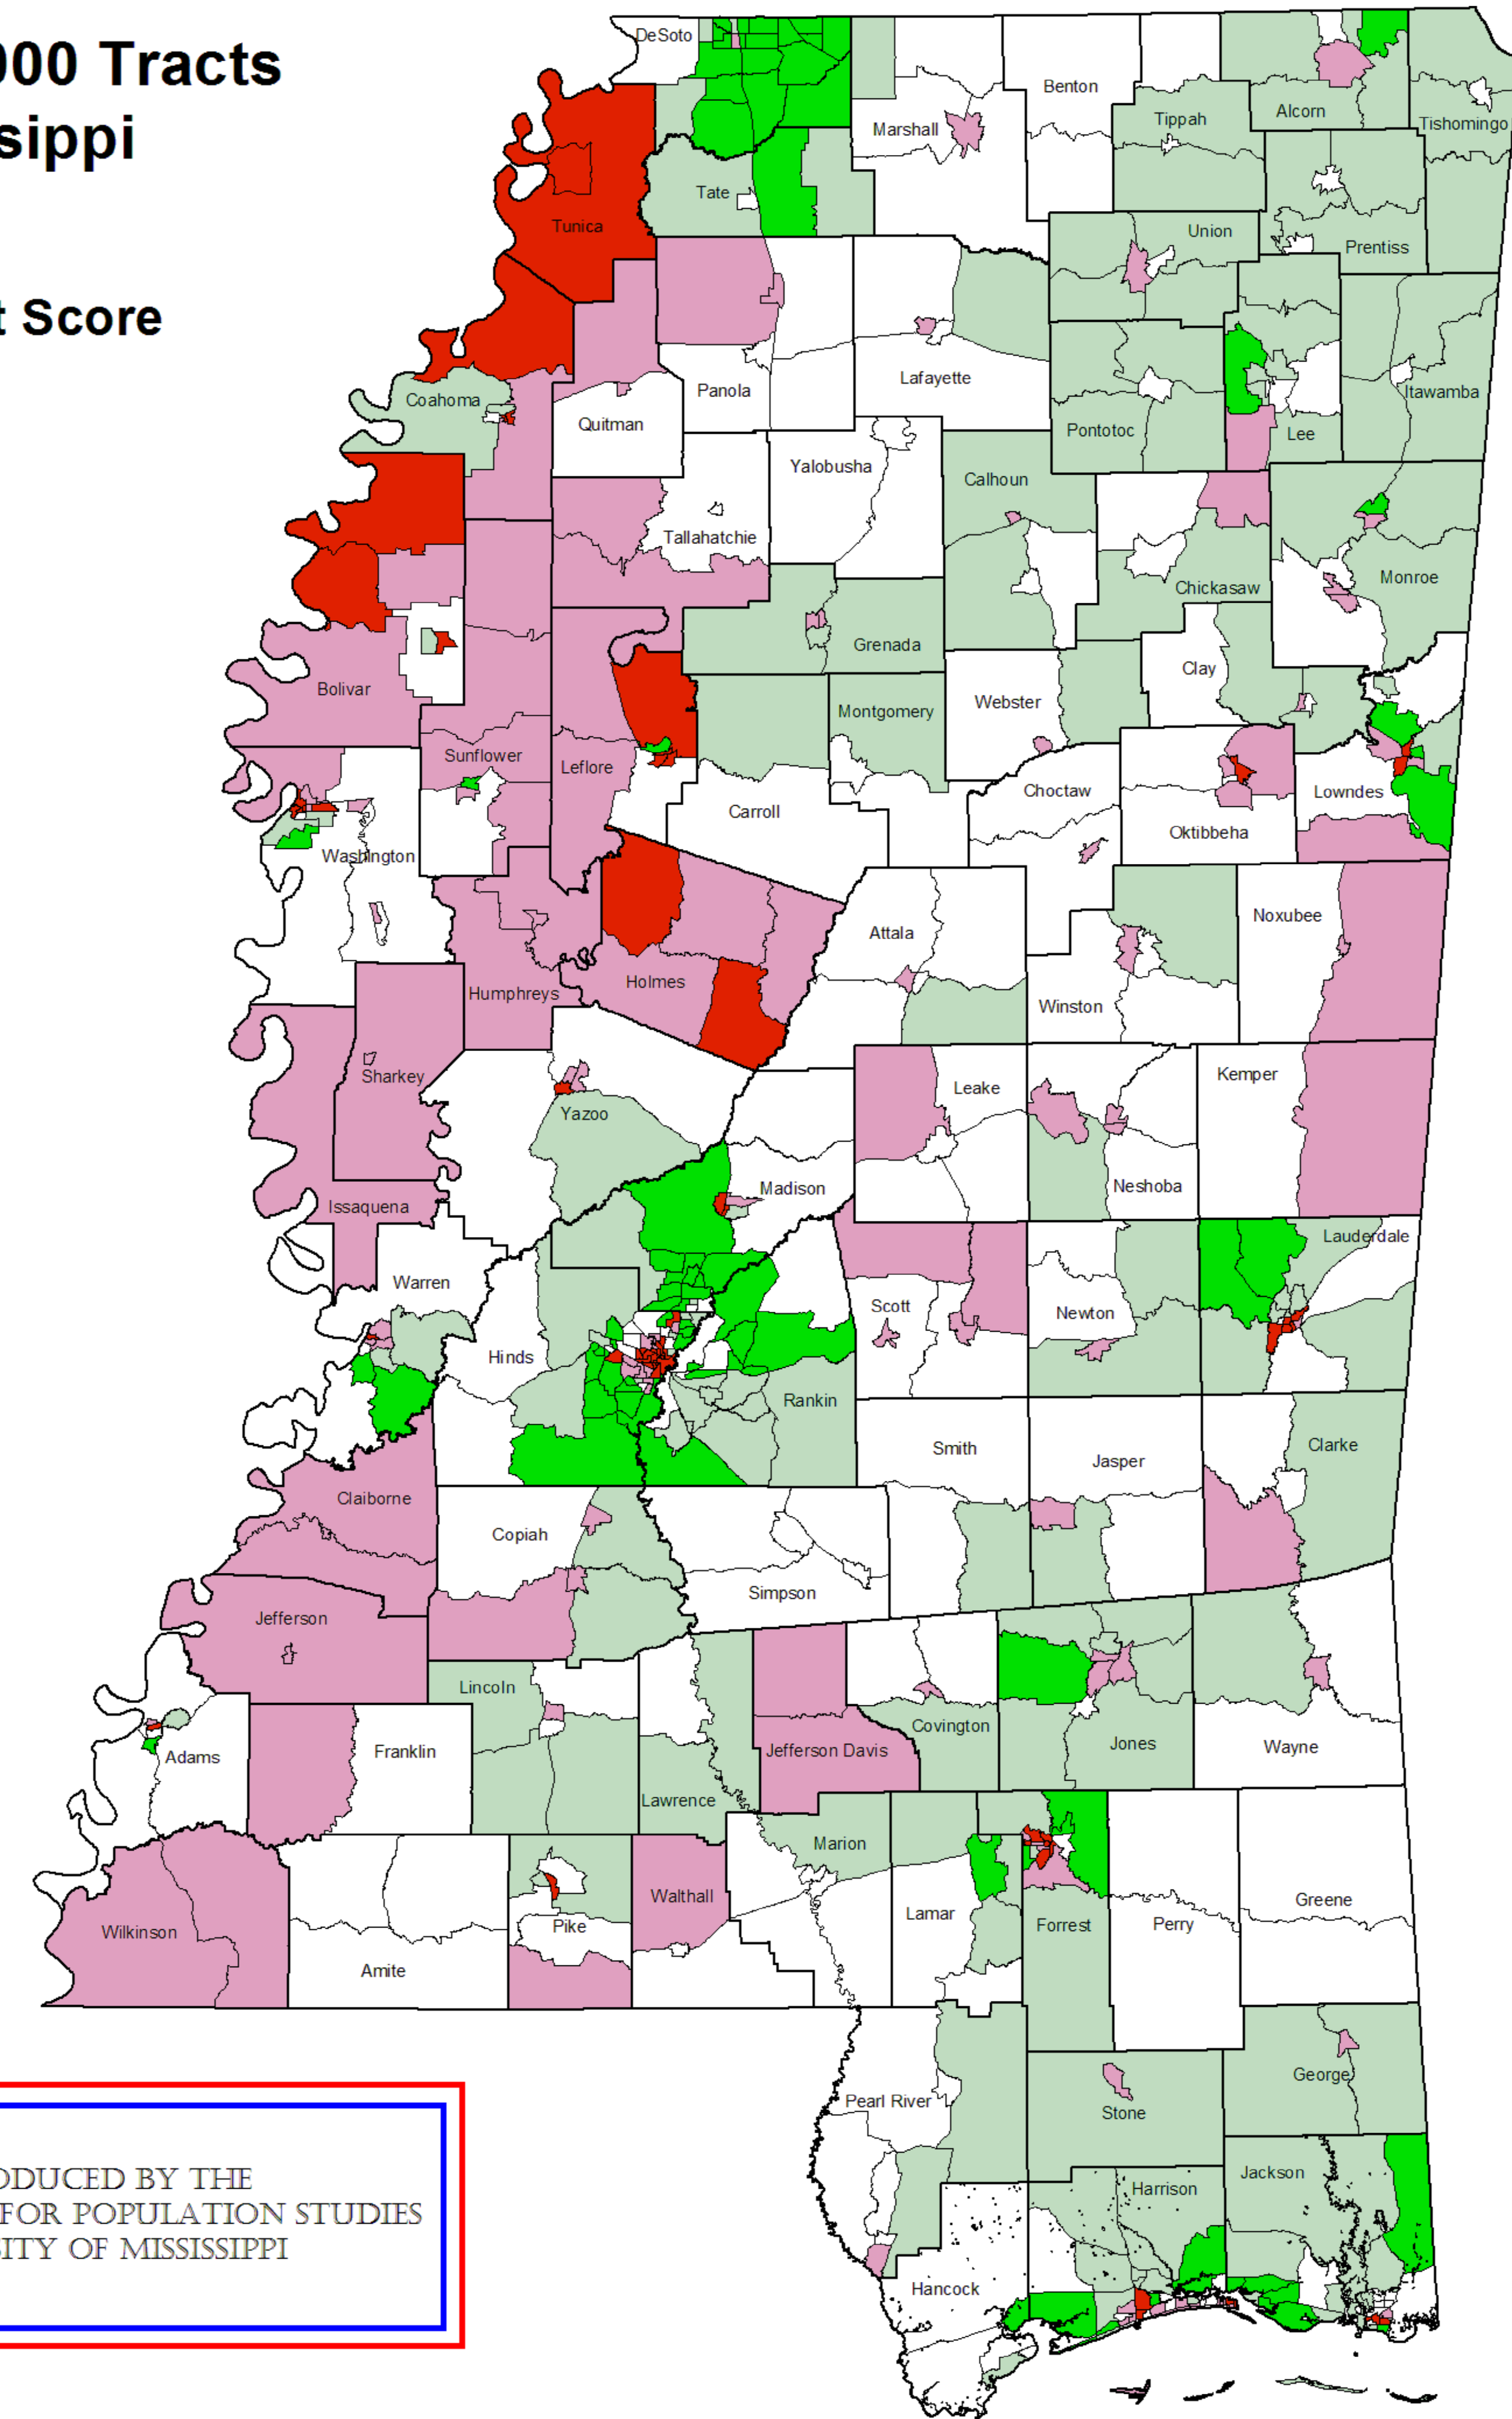 000 Tracts
sippi
t Score
DeSoto
Benton
Marshall
Tippah
Alcorn
Tishomingo
Tate
Tunica
Union
Prentiss
Coahoma
Quitman
Panola
Lafayette
Pontotoc
Lee
Itawamba
Yalobusha
Calhoun
Tallahatchie
Chickasaw
Monroe
Grenada
Clay
Bolivar
Webster
Montgomery
Sunflower
Leflore
Choctaw
Lowndes
Carroll
Oktibbeha
Washington
Attala
Noxubee
Holmes
Humphreys
Winston
Sharkey
Leake
Kemper
Yazoo
Madison
Neshoba
Issaquena
Lauderdale
Warren
Scott
Newton
Hinds
Rankin
Smith
Jasper
Clarke
Claiborne
Copiah
Simpson
Jefferson
Lincoln
Covington
Adams
Franklin
Jefferson Davis
Jones
Wayne
Lawrence
Marion
Walthall
Greene
Lamar
Forrest
Perry
Wilkinson
Pike
Amite
George
Pearl River
Stone
Jackson
Harrison
Hancock
ODUCED BY THE
FOR POPULATION STUDIES
SITY OF MISSISSIPPI